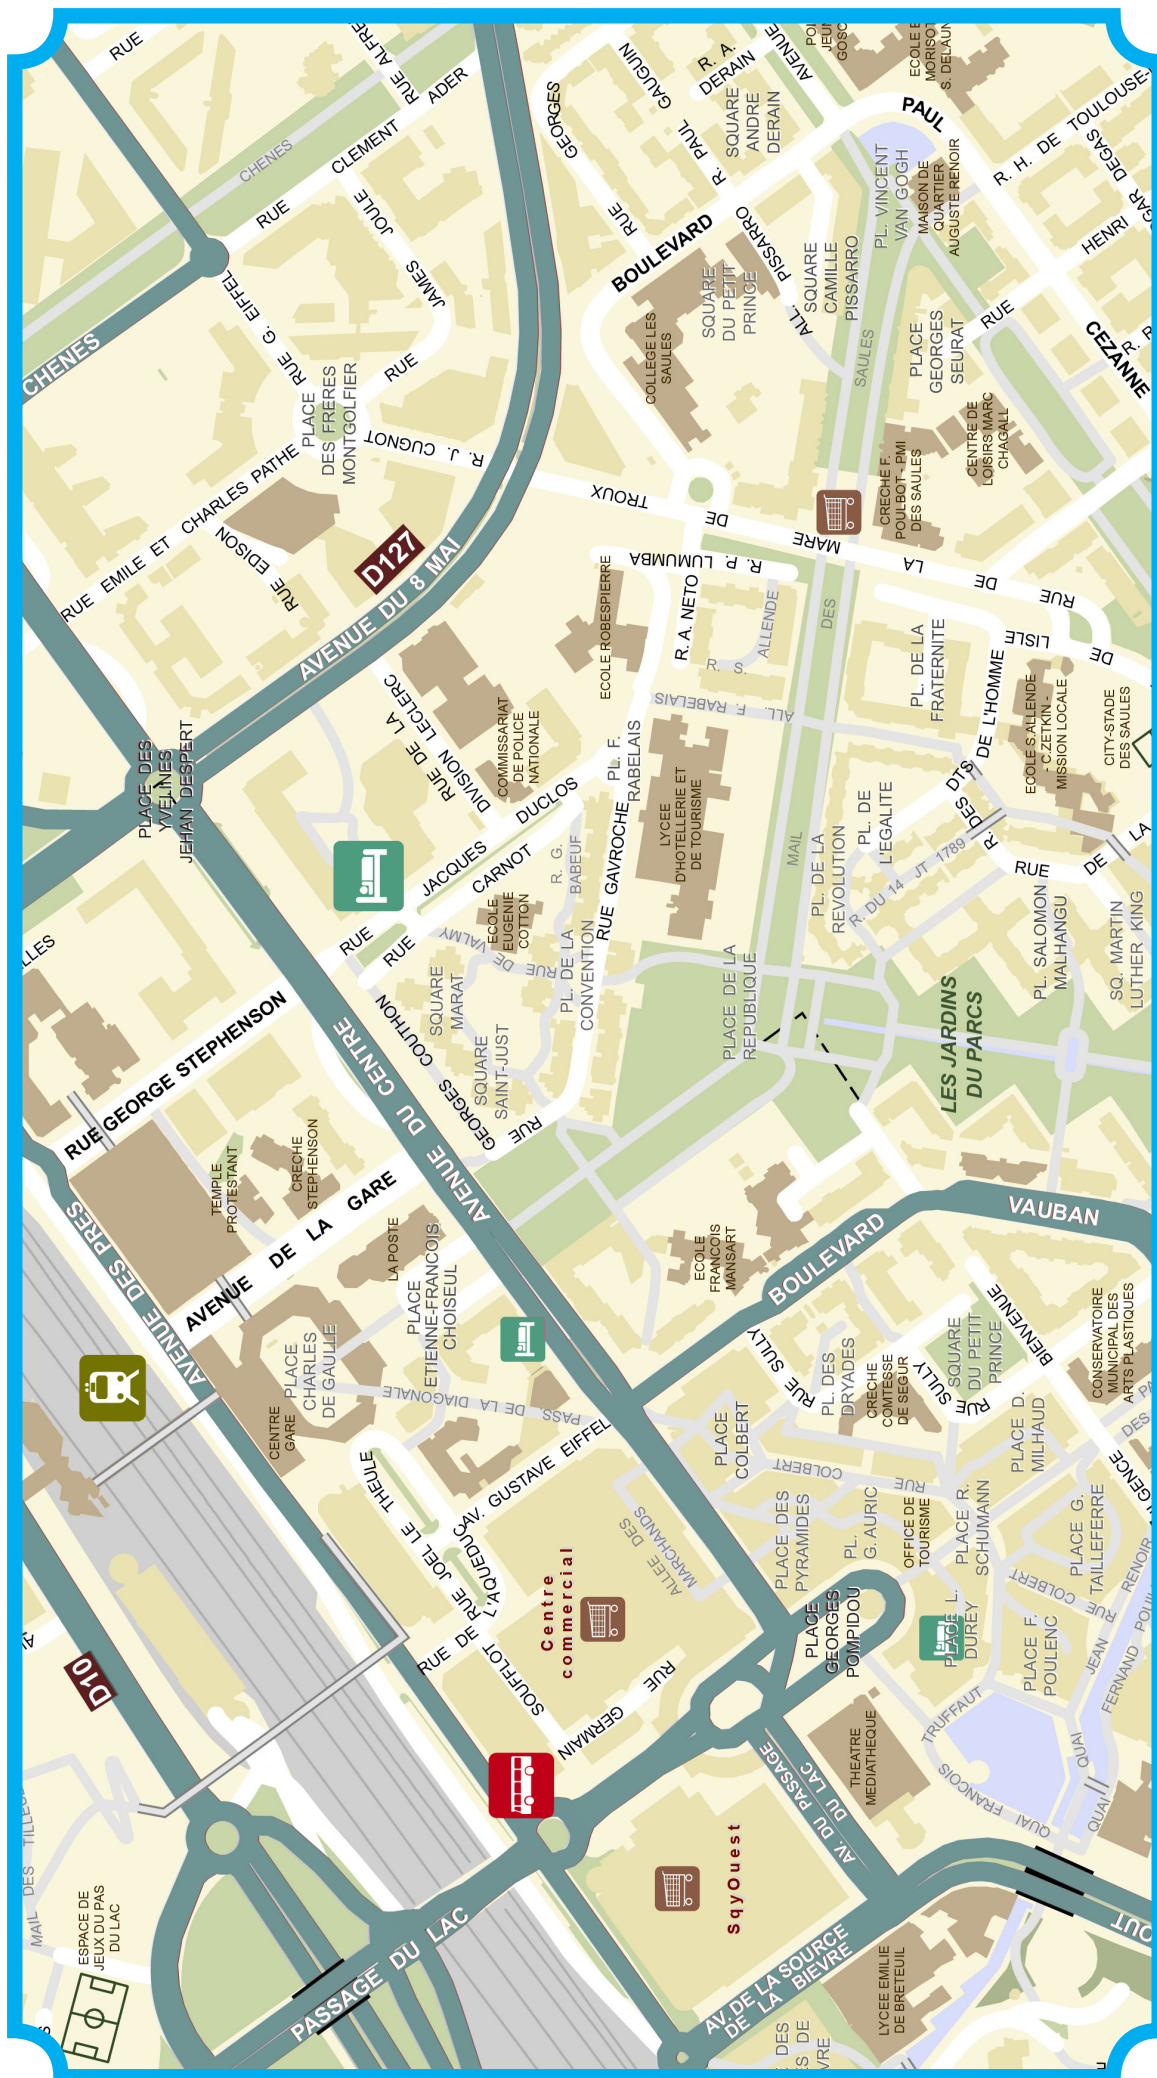 RUE
RUE ALFRE
ADER
CLEMENT
RUE
CHENES
JOULE
JAMES
RUE
RUE G. EIFFEL
CHENES
PLACE
DES FRERES
MONTGOLFIER
R. J. CUGNOT
RUE EMILE ET CHARLES PATHE
RUE EDISON
D127
AVENUE DU 8 MAI
GEORGES
RUE
GAUGUIN
R. PAUL
R. A.
DERAIN
AVENUE
SQUARE
ANDRE
DERAIN
PAUL
BOULEVARD
PISSARRO
ALL.
SQUARE
CAMILLE
PISSARRO
PL. VINCENT
VAN GOGH
MAISON DE
QUARTIER
AUGUSTE RENOIR
R. H. DE TOULOUSE-
HENRI
CEZANNE
SQUARE
DU PETIT
PRINCE
COLLEGE LES
SAULES
SAULES
PLACE
GEORGES
SEURAT
RUE
CENTRE DE
LOISIRS MARC
CHAGALL
CRECHE F.
POULBOT - PMI
DES SAULES
RUE
DE
LA
MARE
DE
TROUX
R. P. LUMUMBA
R. A. NETO
R. S.
ALLENDE
DES
ECOLE ROBESPIERRE
PL. DE LA
FRATERNITE
DE
LISLE
R. DES DTS DE L'HOMME
ECOLE S.ALLENDE
- C.ZETKIN -
MISSION LOCALE
CITY-STADE
DES SAULES
ALL. F. RABELAIS
PL. F.
RABELAIS
PLACE DES
YVELINES
JEHAN DESPERT
RUE DE LA
DIVISION LECLERC
COMMISSARIAT
DE POLICE
NATIONALE
RUE
JACQUES
DUCLOS
RUE
CARNOT
R. G.
BABEUF
RUE GAVROCHE
LYCEE
D'HOTELLERIE ET
DE TOURISME
MAIL
PL. DE LA
REVOLUTION
PL. DE
L'EGALITE
R. DU 14 JT 1789
RUE
DE
LA
PL. SALOMON
MALHANGU
SQ. MARTIN
LUTHER KING
ECOLE
EUGENIE
COTTON
RUE DE VALMY
PL. DE LA
CONVENTION
SQUARE
MARAT
SQUARE
SAINT-JUST
RUE
GEORGES
COUTHON
PLACE DE LA
REPUBLIQUE
LES JARDINS
DU PARCS
RUE GEORGE STEPHENSON
AVENUE DU CENTRE
AVENUE
AVENUE DES PRES
AVENUE
TEMPLE
PROTESTANT
CRECHE
STEPHENSON
AVENUE DE LA GARE
LA POSTE
PLACE
ETIENNE-FRANCOIS
CHOISEUL
PLACE
CHARLES
DE GAULLE
CENTRE
GARE
PASS DE LA DIAGONALE
ECOLE
FRANCOIS
MANSART
BOULEVARD
VAUBAN
RUE SULLY
PL. DES
DRYADES
CRECHE
COMTESSE
DE SEGUR
RUE
SULLY
SQUARE
DU PETIT
PRINCE
BIENVENUE
CONSERVATOIRE
MUNICIPAL DES
ARTS PLASTIQUES
PLACE
COLBERT
RUE
COLBERT
PLACE D.
MILHAUD
DES
RUE JOEL LE THEULE
AV. GUSTAVE EIFFEL
RUE DE
L'AQUEDUC
ALLEE DES
MARCHANDS
Centre
commercial
SOUFFLOT
GERMAIN
RUE
PLACE DES
PYRAMIDES
PL.
G. AURIC
OFFICE DE
TOURISME
PLACE R.
SCHUMANN
PLACE G.
TAILLEFERRE
RUE
COLBERT
PLACE
GEORGES
POMPIDOU
PLACE L.
DUREY
PLACE F.
POULENC
QUAI
JEAN
RENOIR
QUAI
FERNAND
QUAI
FRANCOIS
TRUFFAUT
THEATRE
MEDIATHEQUE
AV. DU PASSAGE
DU LAC
D10
SqyOuest
MAIL DES
ESPACE DE
JEUX DU PAS
DU LAC
PASSAGE DU LAC
AV. DE LA SOURCE
DE LA BIEVRE
LYCEE EMILIE
DE BRETEUIL